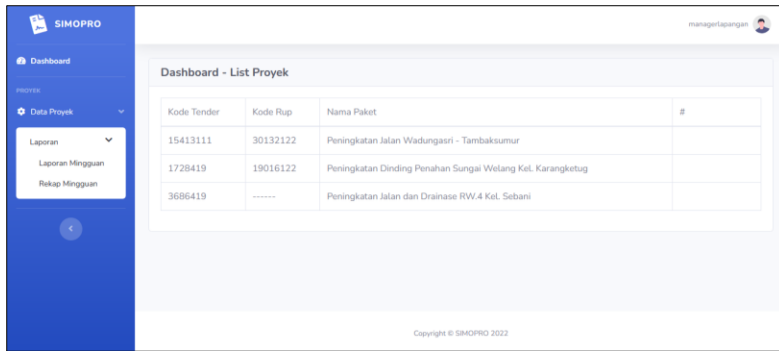 SIMOPRO
managerlapangan
Dashboard
PROYEK
Data Proyek
Laporan
Laporan Mingguan
Rekap Mingguan
Dashboard - List Proyek
Kode Tender Kode Rup Nama Paket #
15413111 30132122 Peningkatan Jalan Wadungasri - Tambaksumur
1728419 19016122 Peningkatan Dinding Penahan Sungai Welang Kel. Karangketug
3686419 ------ Peningkatan Jalan dan Drainase RW.4 Kel. Sebani
Copyright © SIMOPRO 2022